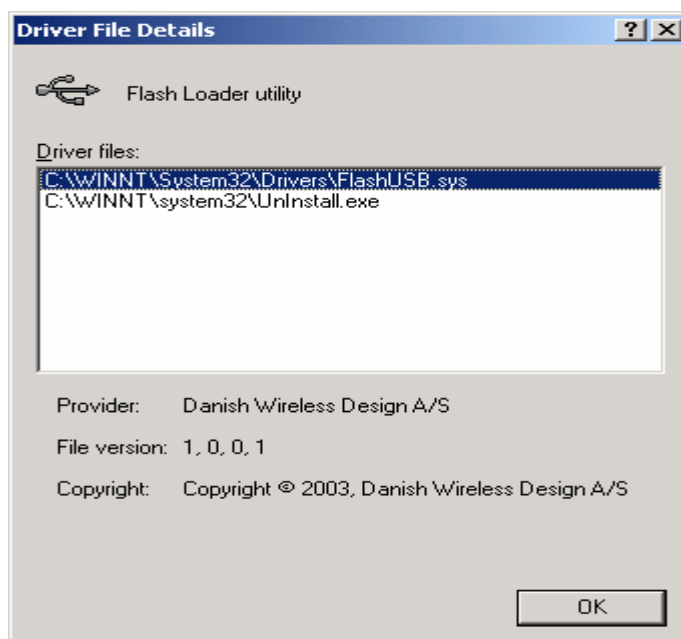 Driver File Details
Flash Loader utility
Driver files:
C:\WINNT\System32\Drivers\FlashUSB.sys
C:\WINNT\system32\UnInstall.exe
Provider: Danish Wireless Design A/S
File version: 1, 0, 0, 1
Copyright: Copyright © 2003, Danish Wireless Design A/S
OK